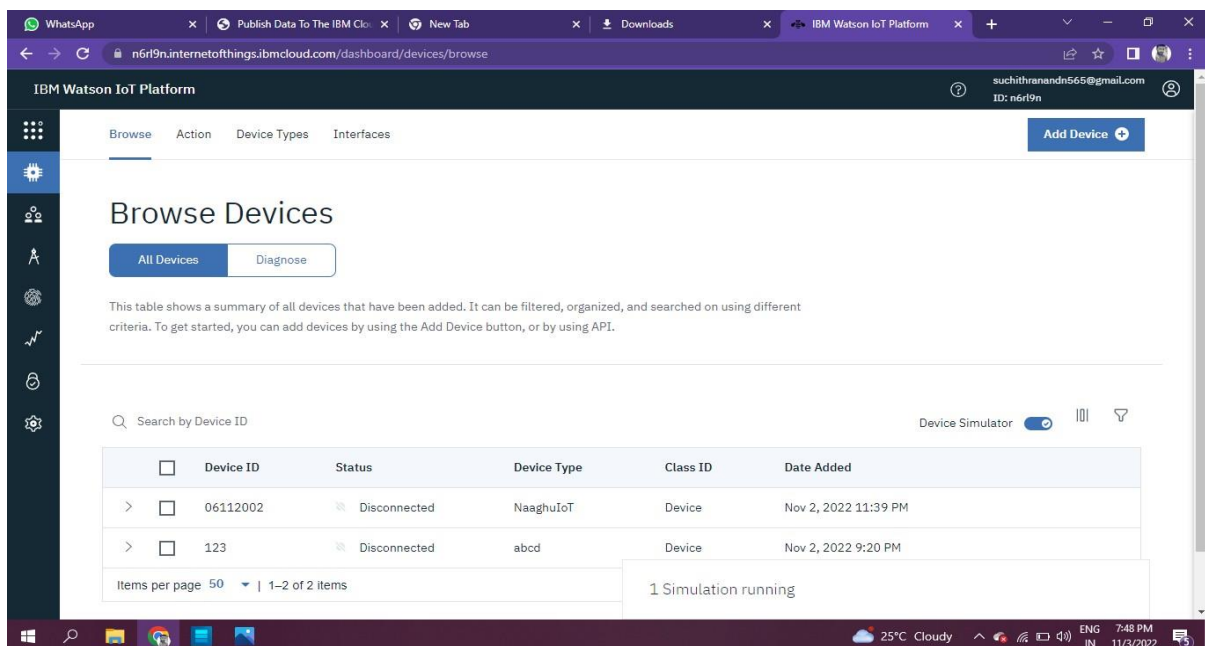 WhatsApp
Publish Data To The IBM Clou
New Tab
Downloads
IBM Watson IoT Platform
n6rl9n.internetofthings.ibmcloud.com/dashboard/devices/browse
IBM Watson IoT Platform
suchithranandn565@gmail.com
ID: n6rl9n
Browse Action Device Types Interfaces
Add Device
Browse Devices
All Devices Diagnose
This table shows a summary of all devices that have been added. It can be filtered, organized, and searched on using different
criteria. To get started, you can add devices by using the Add Device button, or by using API.
Search by Device ID
Device Simulator
Device ID Status Device Type Class ID Date Added
06112002 Disconnected NaaghuIoT Device Nov 2, 2022 11:39 PM
123 Disconnected abcd Device Nov 2, 2022 9:20 PM
Items per page 50 | 1–2 of 2 items
1 Simulation running
25°C Cloudy
ENG
IN
7:48 PM
11/3/2022
5